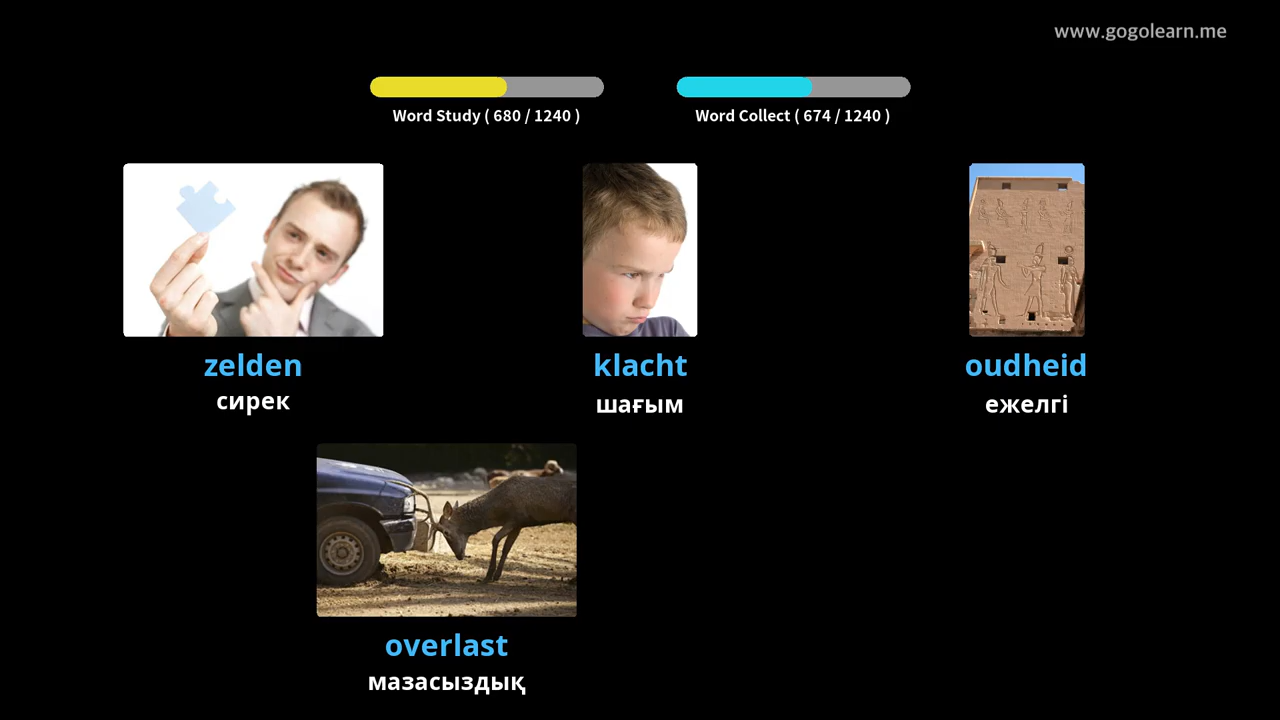 www.gogolearn.me
Word Study ( 680 / 1240 )
Word Collect ( 674 / 1240 )
zelden
сирек
klacht
шағым
oudheid
ежелгі
overlast
мазасыздық